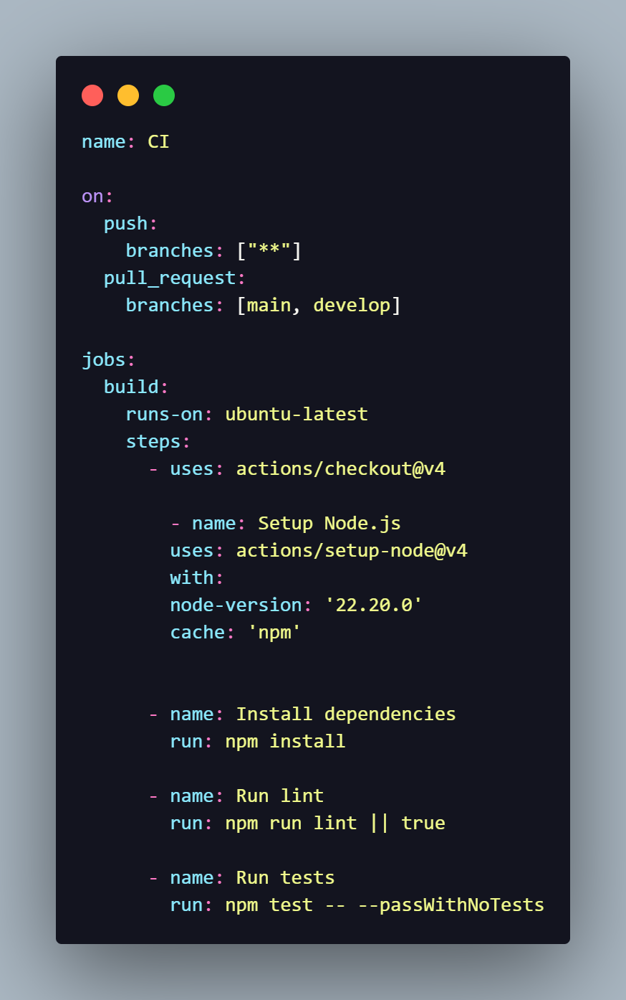 name: CI

on:
  push:
    branches: ["**"]
  pull_request:
    branches: [main, develop]

jobs:
  build:
    runs-on: ubuntu-latest
    steps:
      - uses: actions/checkout@v4

        - name: Setup Node.js
        uses: actions/setup-node@v4
        with:
        node-version: '22.20.0'
        cache: 'npm'


      - name: Install dependencies
        run: npm install

      - name: Run lint
        run: npm run lint || true

      - name: Run tests
        run: npm test -- --passWithNoTests